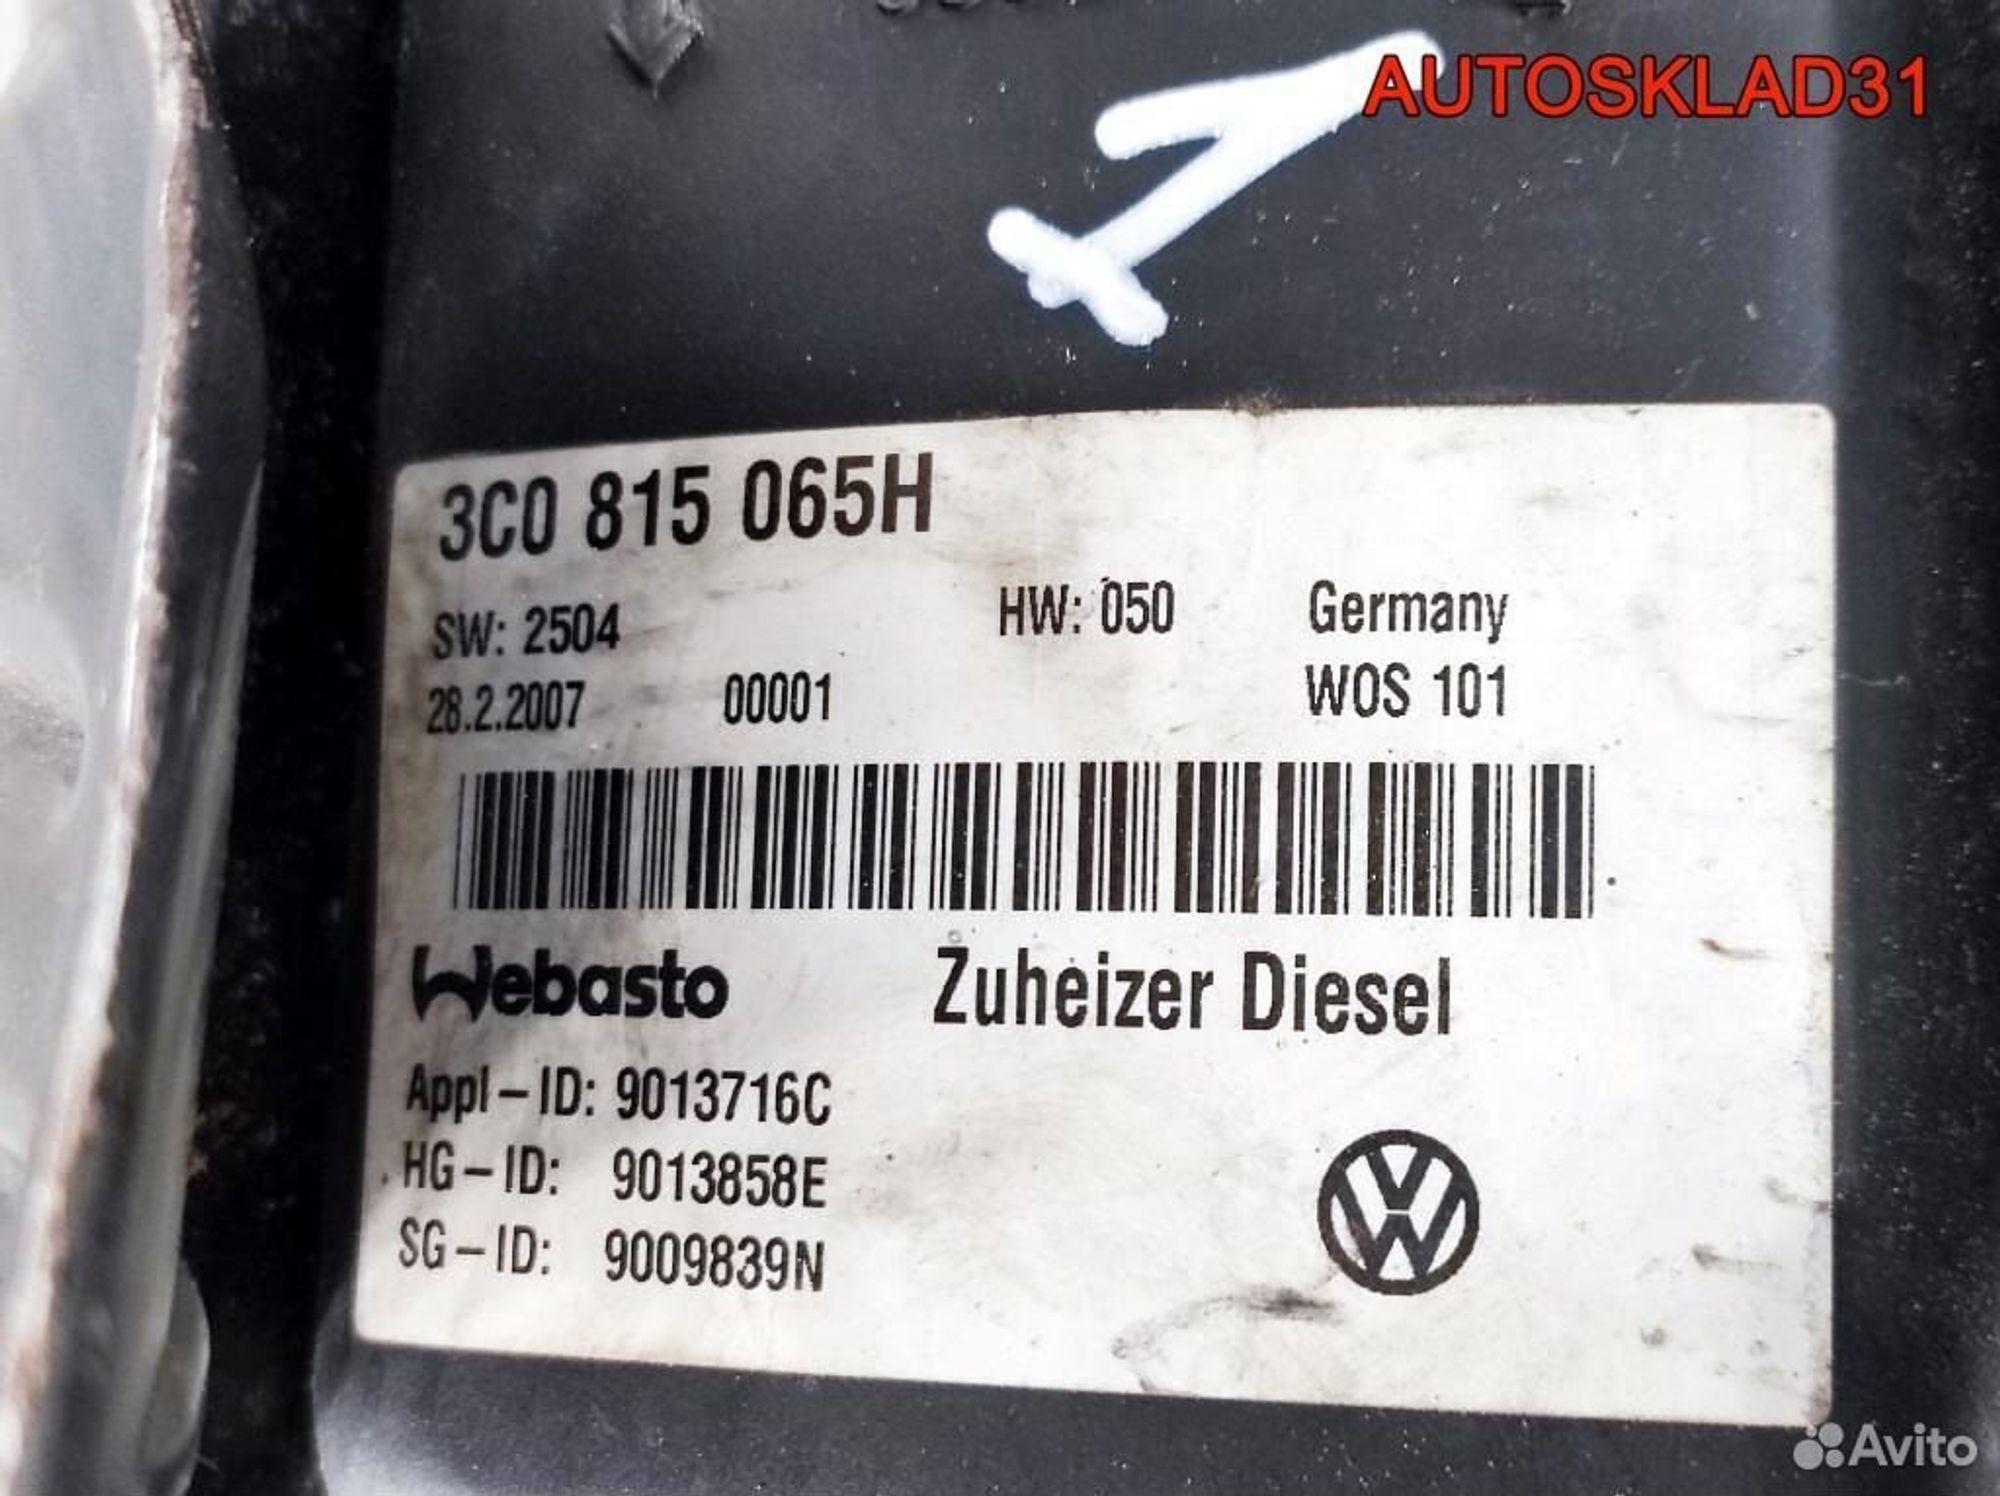 AUTOSKLAD31
3C0 815 065H
SW: 2504 HW: 050 Germany
28.2.2007 00001 WOS 101
Webasto Zuheizer Diesel
Appl-ID: 9013716C
HG-ID: 9013858E
SG-ID: 9009839N
Avito